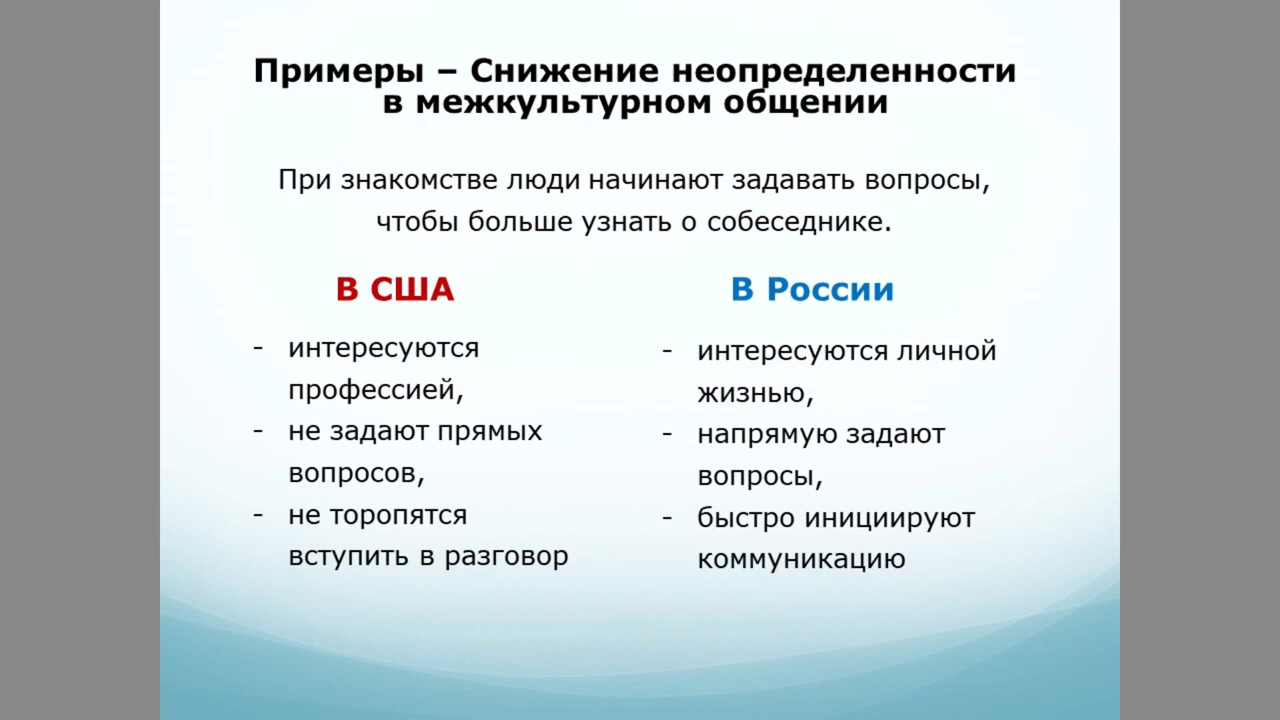 Примеры – Снижение неопределенности
в межкультурном общении
При знакомстве люди начинают задавать вопросы,
чтобы больше узнать о собеседнике.
В США
- интересуются
профессией,
- не задают прямых
вопросов,
- не торопятся
вступить в разговор
В России
- интересуются личной
жизнью,
- напрямую задают
вопросы,
- быстро инициируют
коммуникацию